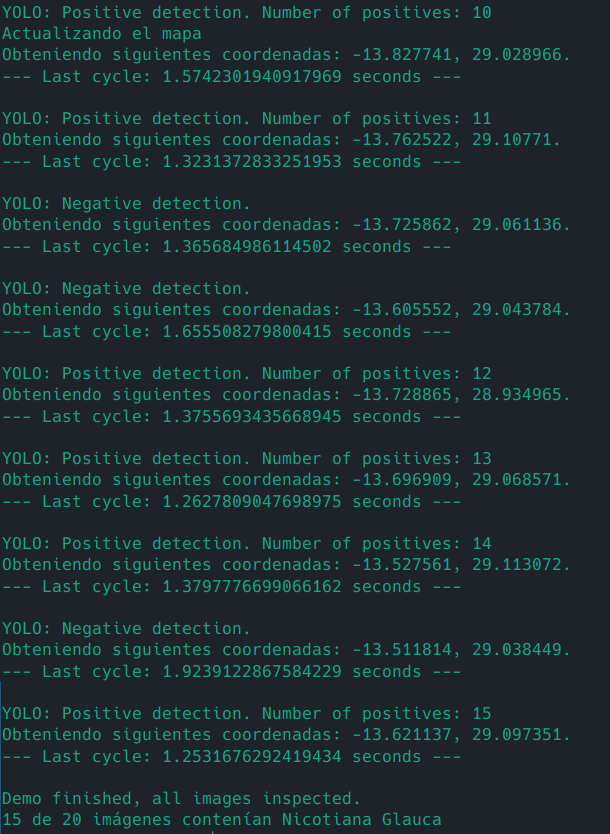 YOLO: Positive detection. Number of positives: 10
Actualizando el mapa
Obteniendo siguientes coordenadas: -13.827741, 29.028966.
--- Last cycle: 1.5742301940917969 seconds ---
YOLO: Positive detection. Number of positives: 11
Obteniendo siguientes coordenadas: -13.762522, 29.10771.
--- Last cycle: 1.3231372833251953 seconds ---
YOLO: Negative detection.
Obteniendo siguientes coordenadas: -13.725862, 29.061136.
--- Last cycle: 1.365684986114502 seconds ---
YOLO: Negative detection.
Obteniendo siguientes coordenadas: -13.605552, 29.043784.
--- Last cycle: 1.655508279800415 seconds ---
YOLO: Positive detection. Number of positives: 12
Obteniendo siguientes coordenadas: -13.728865, 28.934965.
--- Last cycle: 1.3755693435668945 seconds ---
YOLO: Positive detection. Number of positives: 13
Obteniendo siguientes coordenadas: -13.696909, 29.068571.
--- Last cycle: 1.2627809047698975 seconds ---
YOLO: Positive detection. Number of positives: 14
Obteniendo siguientes coordenadas: -13.527561, 29.113072.
--- Last cycle: 1.3797776699066162 seconds ---
YOLO: Negative detection.
Obteniendo siguientes coordenadas: -13.511814, 29.038449.
--- Last cycle: 1.9239122867584229 seconds ---
YOLO: Positive detection. Number of positives: 15
Obteniendo siguientes coordenadas: -13.621137, 29.097351.
--- Last cycle: 1.2531676292419434 seconds ---
Demo finished, all images inspected.
15 de 20 imágenes contenían Nicotiana Glauca